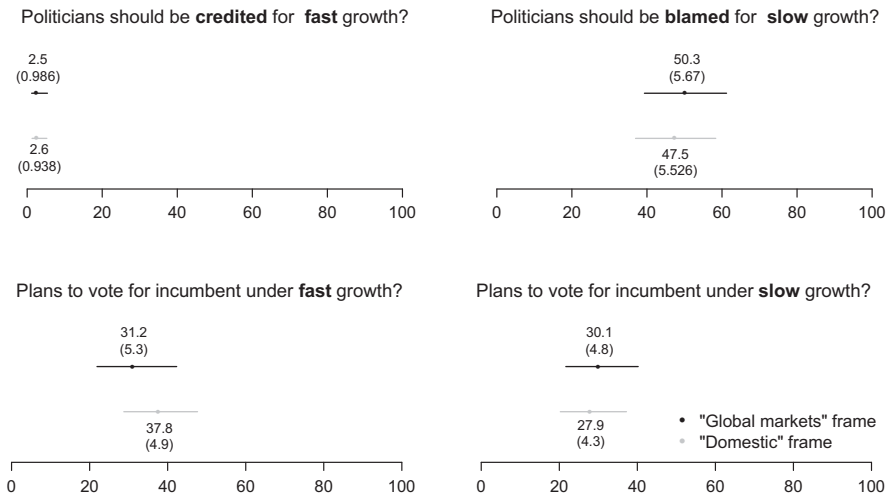 Politicians should be credited for fast growth?
2.5
(0.986)
2.6
(0.938)
0 20 40 60 80 100
Politicians should be blamed for slow growth?
50.3
(5.67)
47.5
(5.526)
0 20 40 60 80 100
Plans to vote for incumbent under fast growth?
31.2
(5.3)
37.8
(4.9)
0 20 40 60 80 100
Plans to vote for incumbent under slow growth?
30.1
(4.8)
27.9
(4.3)
"Global markets" frame
"Domestic" frame
0 20 40 60 80 100